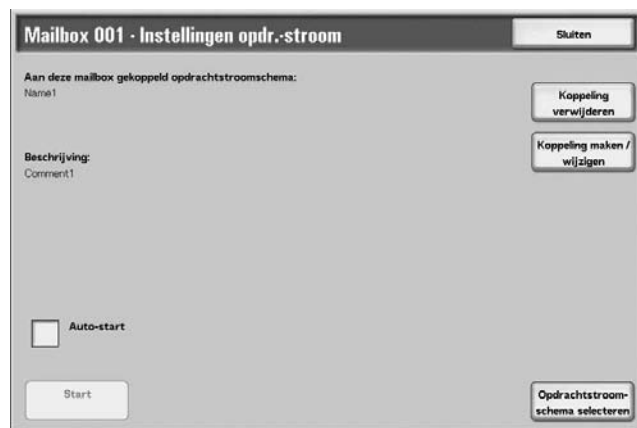 Mailbox 001 - Instellingen opdr.-stroom
Sluiten
Aan deze mailbox gekoppeld opdrachtstroomschema:
Name1
Koppeling
verwijderen
Koppeling maken /
wijzigen
Beschrijving:
Comment1
Auto-start
Start
Opdrachtstroom-
schema selecteren